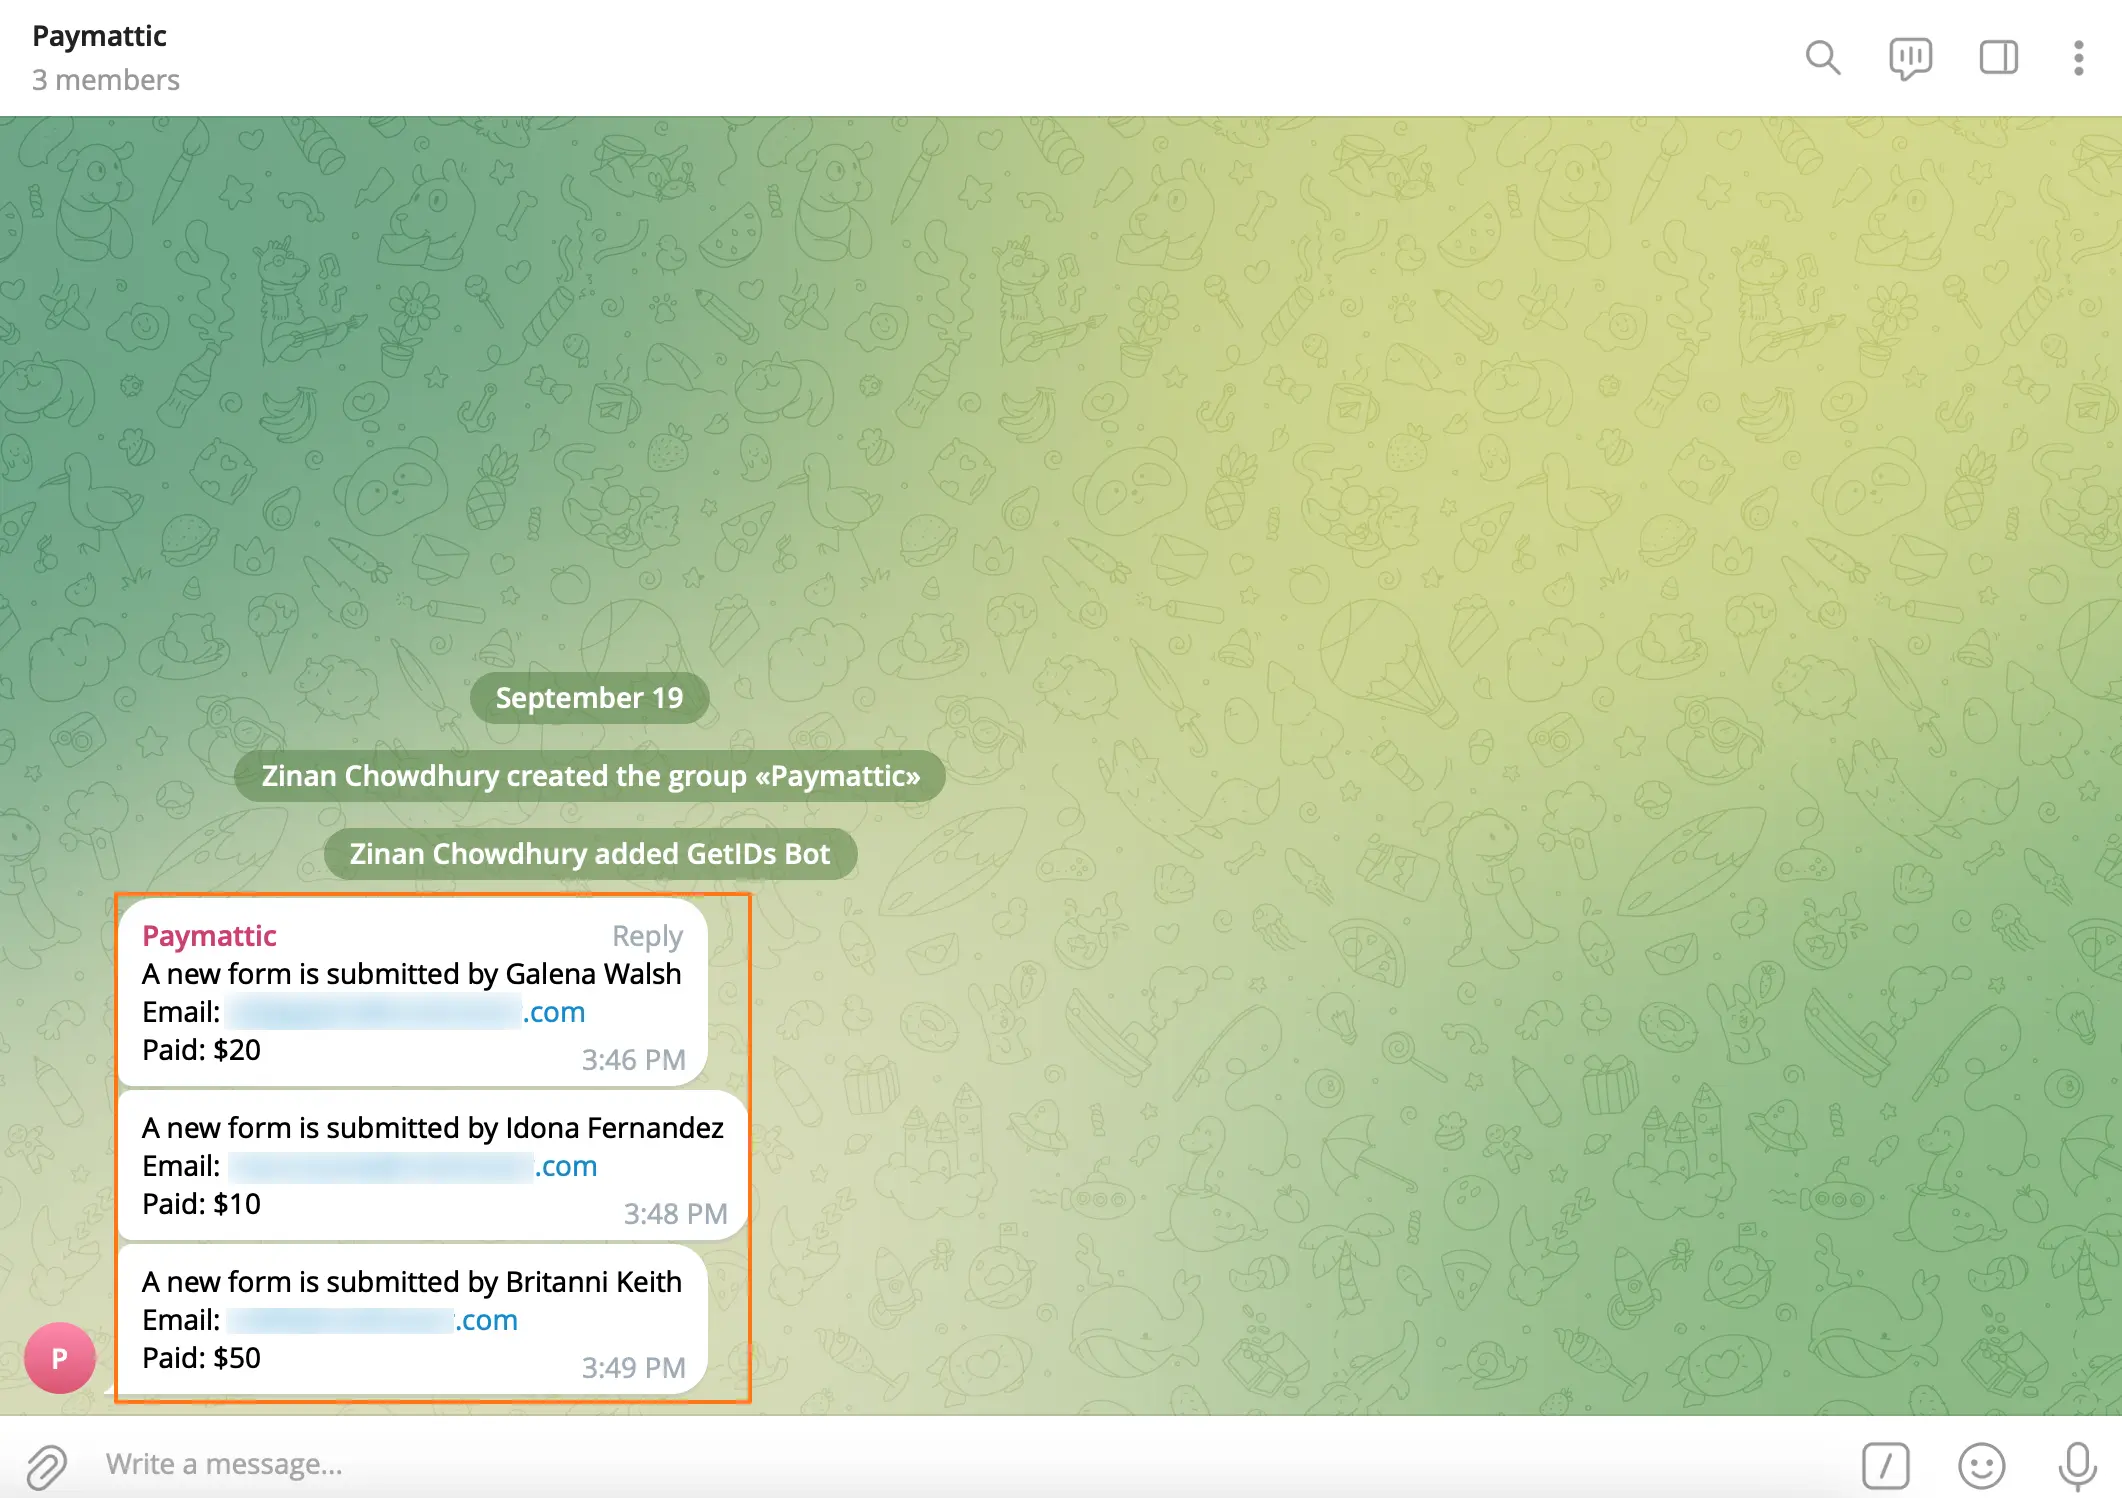 Paymattic
3 members
September 19
Zinan Chowdhury created the group «Paymattic»
Zinan Chowdhury added GetIDs Bot
Paymattic Reply
A new form is submitted by Galena Walsh
Email: .com
Paid: $20 3:46 PM
A new form is submitted by Idona Fernandez
Email: .com
Paid: $10 3:48 PM
A new form is submitted by Britanni Keith
Email: .com
Paid: $50 3:49 PM
P
Write a message...